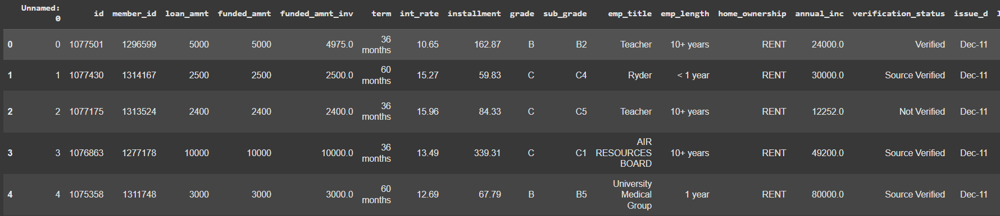 Unnamed: 0 id member_id loan_amnt funded_amnt funded_amnt_inv term int_rate installment grade sub_grade emp_title emp_length home_ownership annual_inc verification_status issue_d
0 0 1077501 1296599 5000 5000 4975.0 36 months 10.65 162.87 B B2 Teacher 10+ years RENT 24000.0 Verified Dec-11
1 1 1077430 1314167 2500 2500 2500.0 60 months 15.27 59.83 C C4 Ryder < 1 year RENT 30000.0 Source Verified Dec-11
2 2 1077175 1313524 2400 2400 2400.0 36 months 15.96 84.33 C C5 Teacher 10+ years RENT 12252.0 Not Verified Dec-11
3 3 1076863 1277178 10000 10000 10000.0 36 months 13.49 339.31 C C1 AIR RESOURCES BOARD 10+ years RENT 49200.0 Source Verified Dec-11
4 4 1075358 1311748 3000 3000 3000.0 60 months 12.69 67.79 B B5 University Medical Group 1 year RENT 80000.0 Source Verified Dec-11